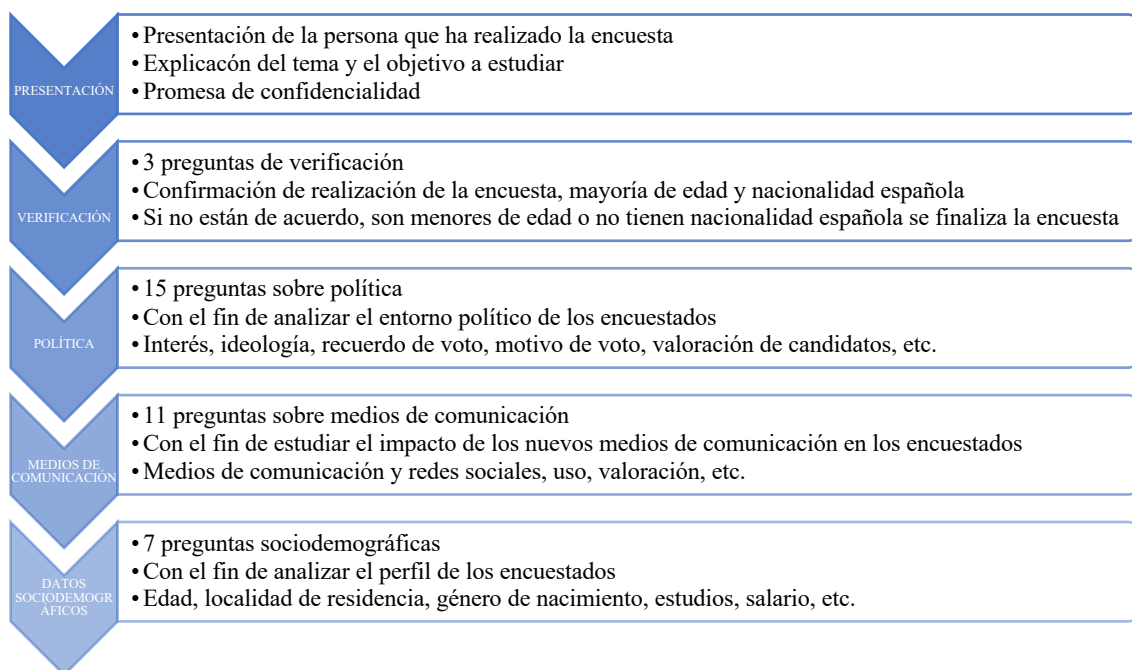 PRESENTACIÓN
• Presentación de la persona que ha realizado la encuesta
• Explicacón del tema y el objetivo a estudiar
• Promesa de confidencialidad
VERIFICACIÓN
• 3 preguntas de verificación
• Confirmación de realización de la encuesta, mayoría de edad y nacionalidad española
• Si no están de acuerdo, son menores de edad o no tienen nacionalidad española se finaliza la encuesta
POLÍTICA
• 15 preguntas sobre política
• Con el fin de analizar el entorno político de los encuestados
• Interés, ideología, recuerdo de voto, motivo de voto, valoración de candidatos, etc.
MEDIOS DE
COMUNICACIÓN
• 11 preguntas sobre medios de comunicación
• Con el fin de estudiar el impacto de los nuevos medios de comunicación en los encuestados
• Medios de comunicación y redes sociales, uso, valoración, etc.
DATOS
SOCIODEMOGR
ÁFICOS
• 7 preguntas sociodemográficas
• Con el fin de analizar el perfil de los encuestados
• Edad, localidad de residencia, género de nacimiento, estudios, salario, etc.